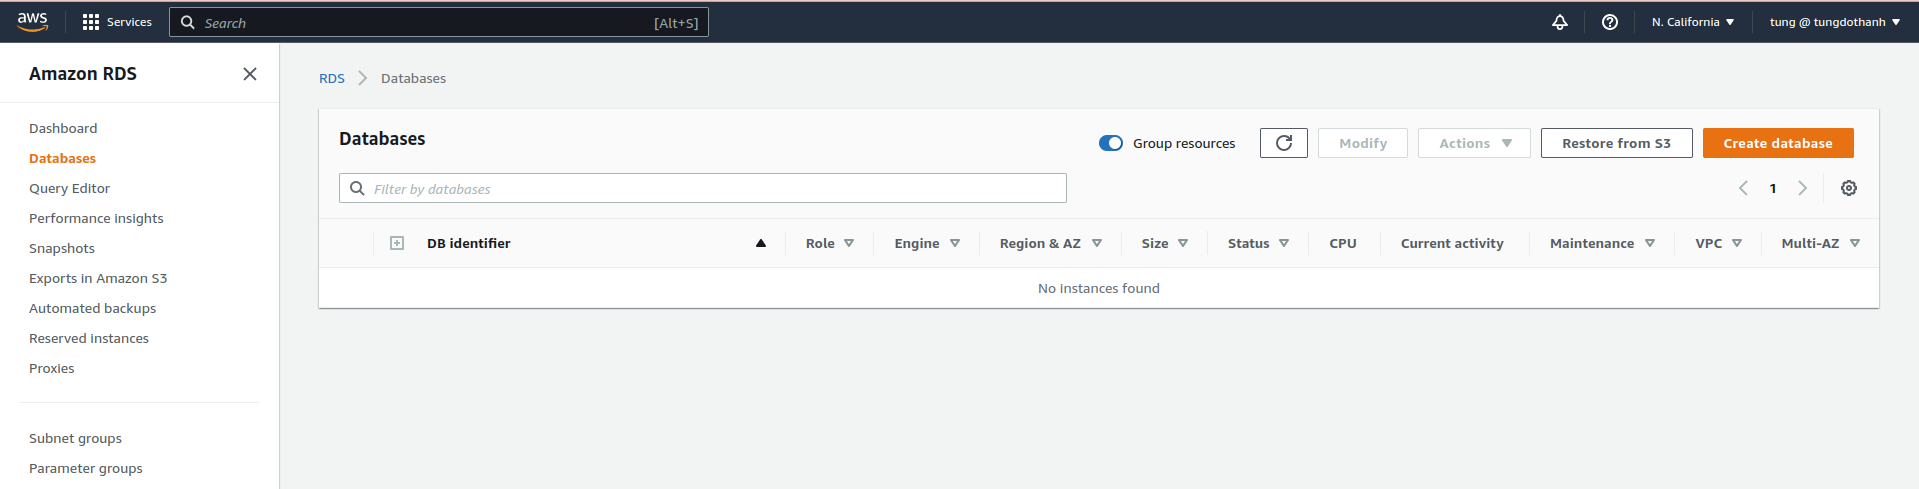 aws Services Search [Alt+S] N. California tung @ tungdothanh
Amazon RDS
Dashboard
Databases
Query Editor
Performance insights
Snapshots
Exports in Amazon S3
Automated backups
Reserved instances
Proxies
Subnet groups
Parameter groups
RDS Databases
Databases Group resources Modify Actions Restore from S3 Create database
Filter by databases 1
DB identifier Role Engine Region & AZ Size Status CPU Current activity Maintenance VPC Multi-AZ
No instances found